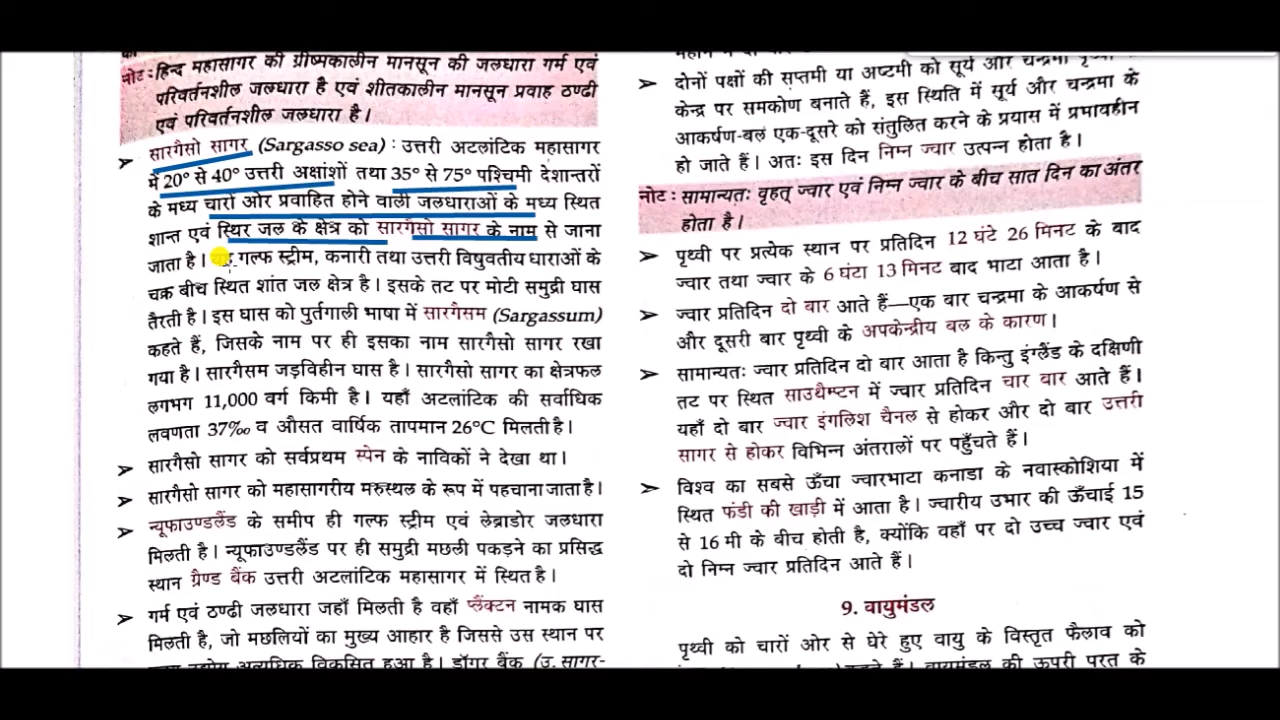 नोट : हिन्द महासागर की ग्रीष्मकालीन मानसून की जलधारा गर्म एवं
परिवर्तनशील जलधारा है एवं शीतकालीन मानसून प्रवाह ठण्डी
एवं परिवर्तनशील जलधारा है।
➢ सारगैसो सागर (Sargasso sea) : उत्तरी अटलांटिक महासागर
में 20° से 40° उत्तरी अक्षांशों तथा 35° से 75° पश्चिमी देशान्तरों
के मध्य चारों ओर प्रवाहित होने वाली जलधाराओं के मध्य स्थित
शान्त एवं स्थिर जल के क्षेत्र को सारगैसो सागर के नाम से जाना
जाता है। यह गल्फ स्ट्रीम, कनारी तथा उत्तरी विषुवतीय धाराओं के
चक्र बीच स्थित शांत जल क्षेत्र है। इसके तट पर मोटी समुद्री घास
तैरती है। इस घास को पुर्तगाली भाषा में सारगैसम (Sargassum)
कहते हैं, जिसके नाम पर ही इसका नाम सारगैसो सागर रखा
गया है। सारगैसम जड़विहीन घास है। सारगैसो सागर का क्षेत्रफल
लगभग 11,000 वर्ग किमी है। यहाँ अटलांटिक की सर्वाधिक
लवणता 37‰ व औसत वार्षिक तापमान 26°C मिलती है।
➢ सारगैसो सागर को सर्वप्रथम स्पेन के नाविकों ने देखा था।
➢ सारगैसो सागर को महासागरीय मरुस्थल के रूप में पहचाना जाता है।
➢ न्यूफाउण्डलैंड के समीप ही गल्फ स्ट्रीम एवं लेब्राडोर जलधारा
मिलती है। न्यूफाउण्डलैंड पर ही समुद्री मछली पकड़ने का प्रसिद्ध
स्थान ग्रैण्ड बैंक उत्तरी अटलांटिक महासागर में स्थित है।
➢ गर्म एवं ठण्ढी जलधारा जहाँ मिलती है वहाँ प्लैंक्टन नामक घास
मिलती है, जो मछलियों का मुख्य आहार है जिससे उस स्थान पर
अत्यधिक विकसित हुआ है। डॉगर बैंक (उ. सागर-
➢ दोनों पक्षों की सप्तमी या अष्टमी को सूर्य और चन्द्रमा पृथ्वी के
केन्द्र पर समकोण बनाते हैं, इस स्थिति में सूर्य और चन्द्रमा के
आकर्षण-बल एक-दूसरे को संतुलित करने के प्रयास में प्रभावहीन
हो जाते हैं। अतः इस दिन निम्न ज्वार उत्पन्न होता है।
नोट : सामान्यतः वृहत् ज्वार एवं निम्न ज्वार के बीच सात दिन का अंतर
होता है।
➢ पृथ्वी पर प्रत्येक स्थान पर प्रतिदिन 12 घंटे 26 मिनट के बाद
ज्वार तथा ज्वार के 6 घंटा 13 मिनट बाद भाटा आता है।
➢ ज्वार प्रतिदिन दो बार आते हैं—एक बार चन्द्रमा के आकर्षण से
और दूसरी बार पृथ्वी के अपकेन्द्रीय बल के कारण।
➢ सामान्यतः ज्वार प्रतिदिन दो बार आता है किन्तु इंग्लैंड के दक्षिणी
तट पर स्थित साउथैम्प्टन में ज्वार प्रतिदिन चार बार आते हैं।
यहाँ दो बार ज्वार इंगलिश चैनल से होकर और दो बार उत्तरी
सागर से होकर विभिन्न अंतरालों पर पहुँचते हैं।
➢ विश्व का सबसे ऊँचा ज्वारभाटा कनाडा के नवास्कोशिया में
स्थित फंडी की खाड़ी में आता है। ज्वारीय उभार की ऊँचाई 15
से 16 मी के बीच होती है, क्योंकि वहाँ पर दो उच्च ज्वार एवं
दो निम्न ज्वार प्रतिदिन आते हैं।
9. वायुमंडल
पृथ्वी को चारों ओर से घेरे हुए वायु के विस्तृत फैलाव को
वायुमंडल की ऊपरी परत के